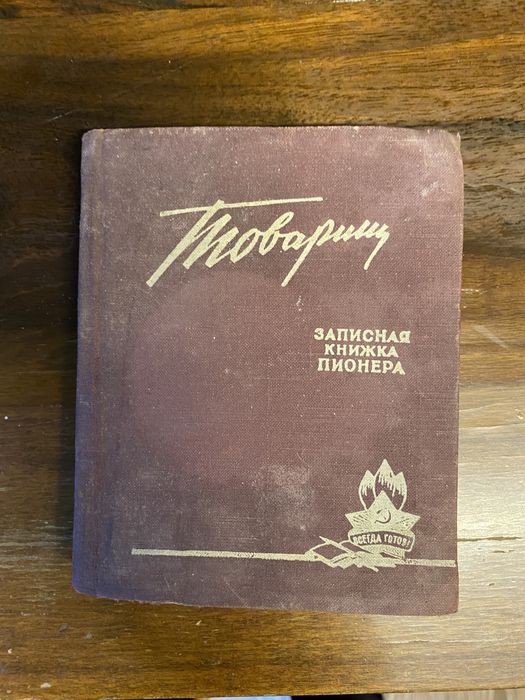 Товарищ
ЗАПИСНАЯ
КНИЖКА
ПИОНЕРА
ВСЕГДА ГОТОВ!